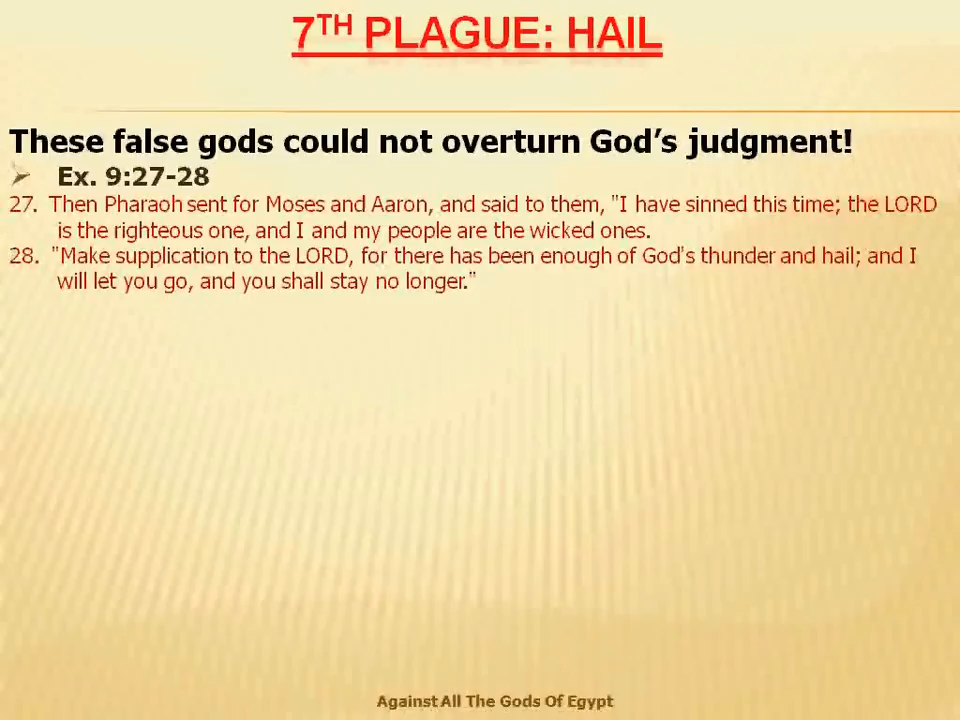 7TH PLAGUE: HAIL
These false gods could not overturn God's judgment!
➢ Ex. 9:27-28
27. Then Pharaoh sent for Moses and Aaron, and said to them, "I have sinned this time; the LORD
is the righteous one, and I and my people are the wicked ones.
28. "Make supplication to the LORD, for there has been enough of God's thunder and hail; and I
will let you go, and you shall stay no longer."
Against All The Gods Of Egypt